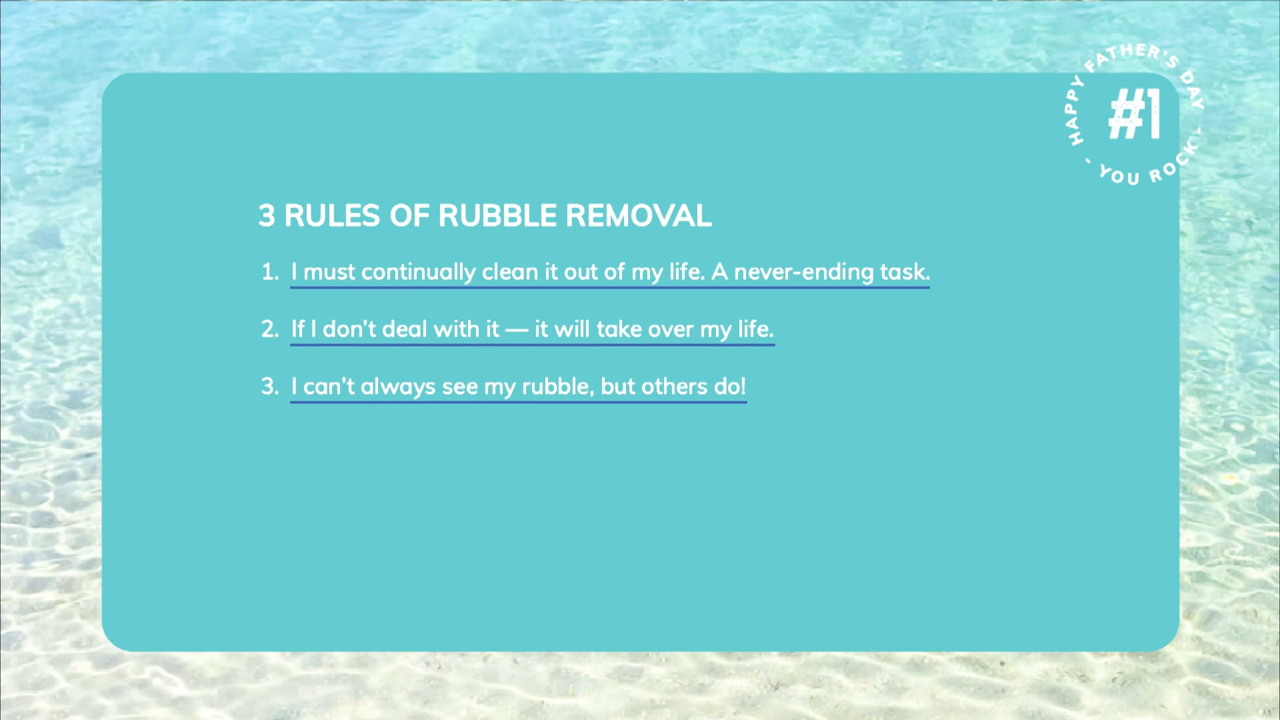 HAPPY FATHER'S DAY
#1
- YOU ROCK -
3 RULES OF RUBBLE REMOVAL
1. I must continually clean it out of my life. A never-ending task.
2. If I don't deal with it — it will take over my life.
3. I can't always see my rubble, but others do!